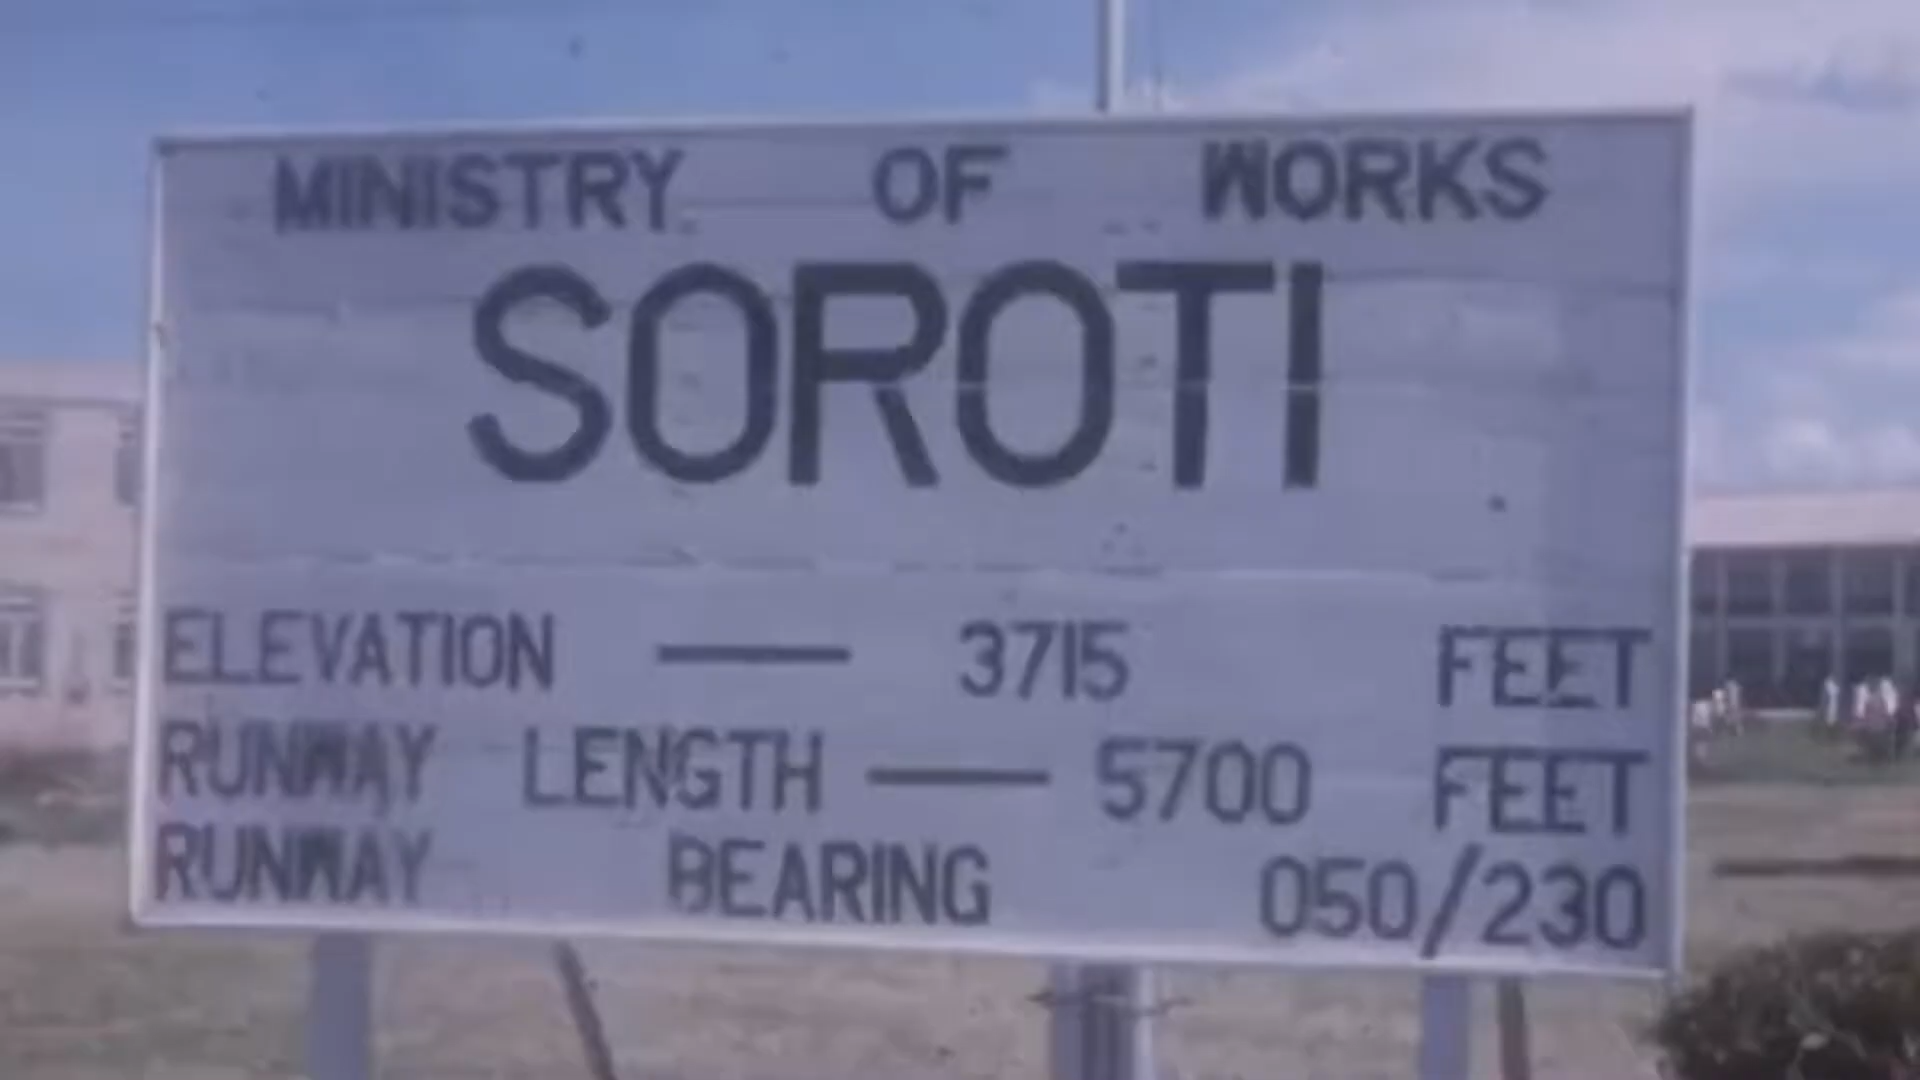 MINISTRY OF WORKS
SOROTI
ELEVATION — 3715 FEET
RUNWAY LENGTH — 5700 FEET
RUNWAY BEARING 050/230